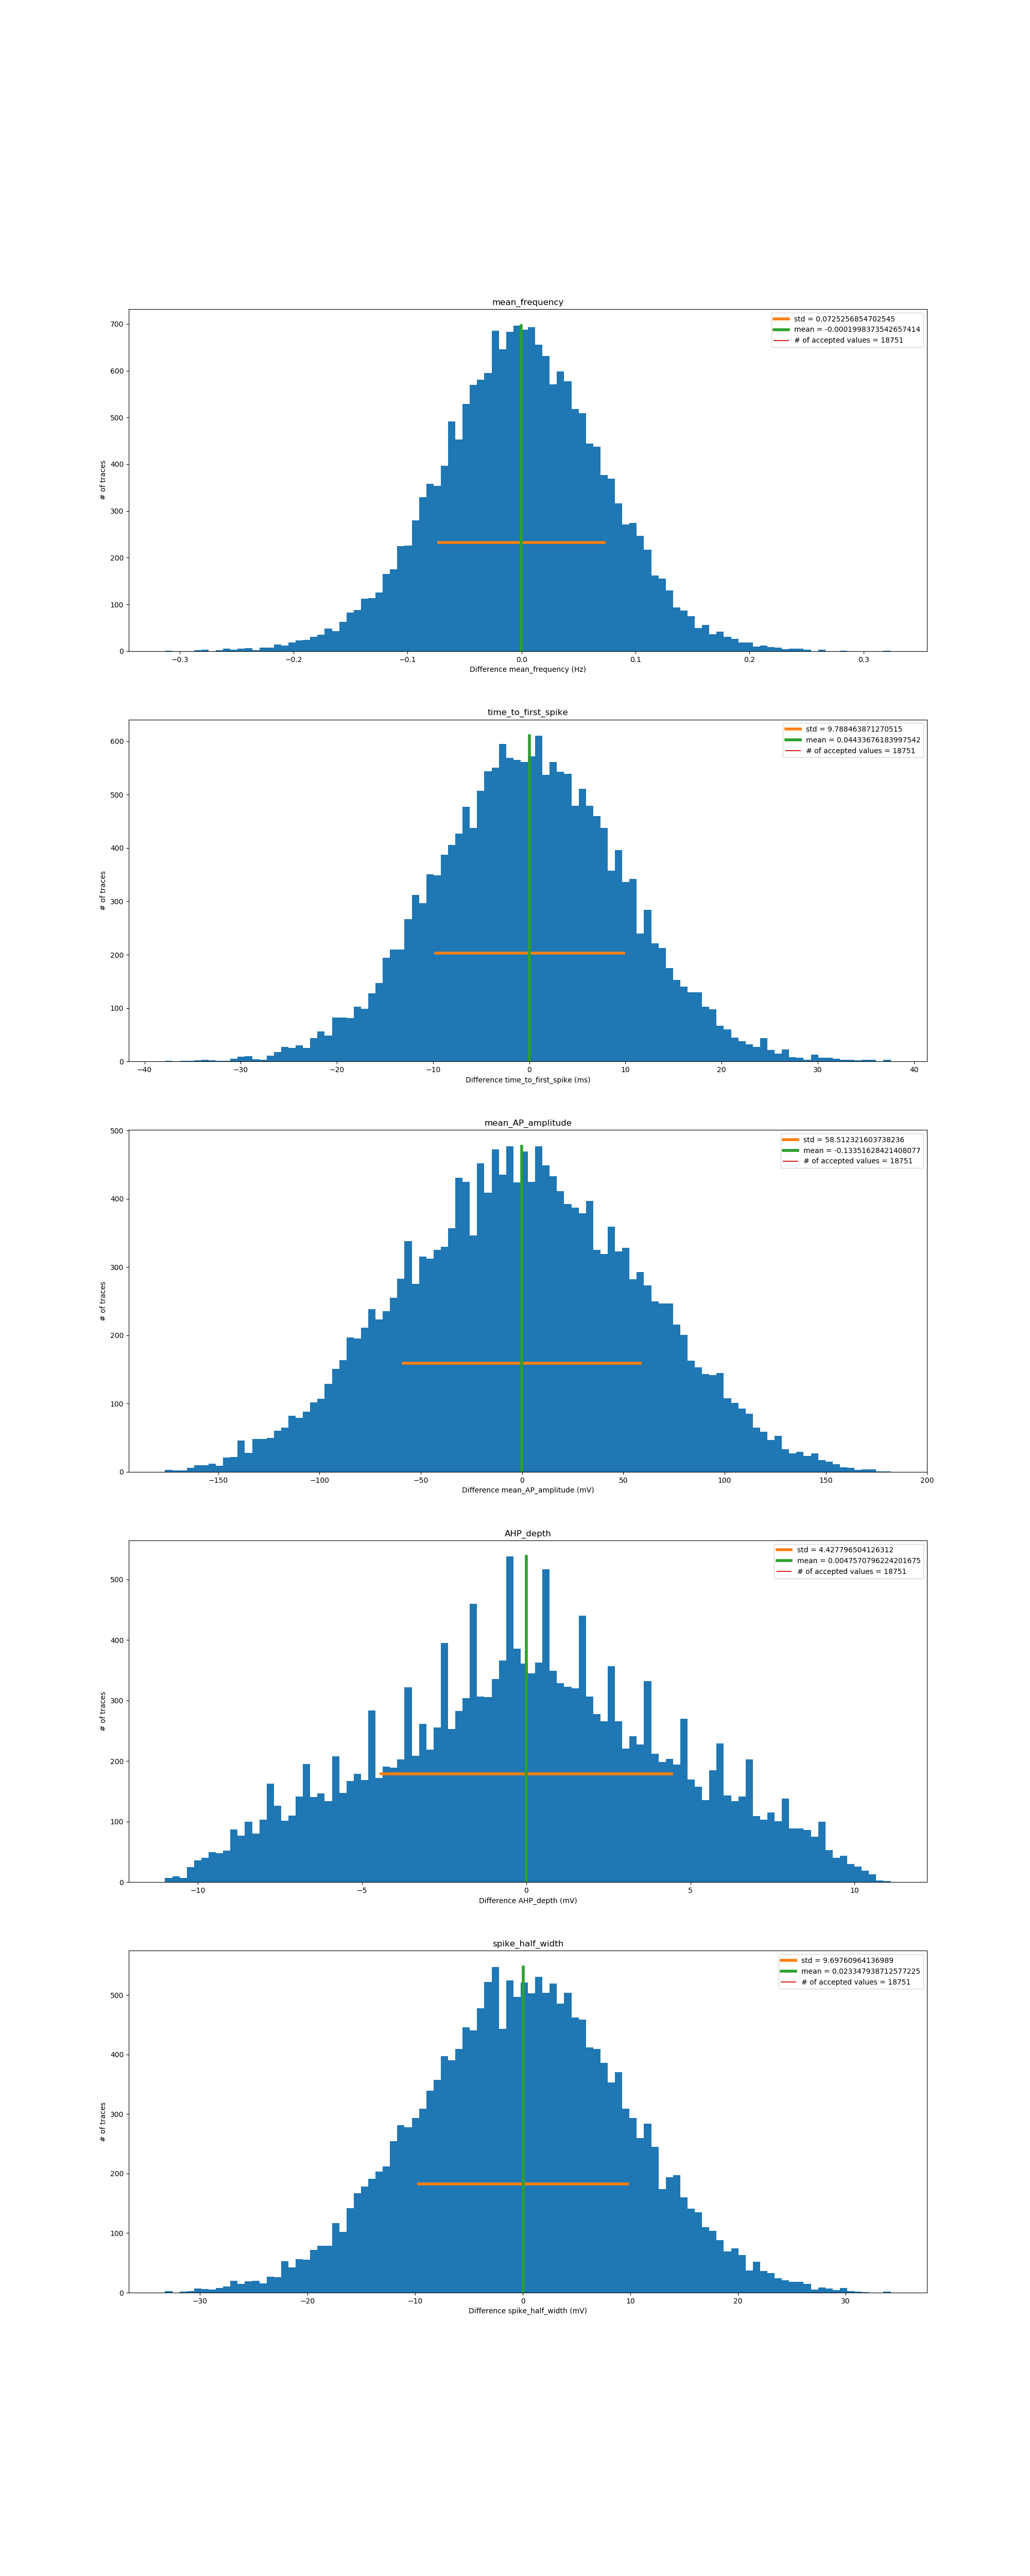 mean_frequency
std = 0.0725256854702545
mean = -0.0001998373542657414
# of accepted values = 18751
700
600
500
400
300
200
100
0
# of traces
−0.3 −0.2 −0.1 0.0 0.1 0.2 0.3
Difference mean_frequency (Hz)
time_to_first_spike
std = 9.788463871270515
mean = 0.04433676183997542
# of accepted values = 18751
600
500
400
300
200
100
0
# of traces
−40 −30 −20 −10 0 10 20 30 40
Difference time_to_first_spike (ms)
mean_AP_amplitude
std = 58.512321603738236
mean = -0.13351628421408077
# of accepted values = 18751
500
400
300
200
100
0
# of traces
−150 −100 −50 0 50 100 150 200
Difference mean_AP_amplitude (mV)
AHP_depth
std = 4.427796504126312
mean = 0.0047570796224201675
# of accepted values = 18751
500
400
300
200
100
0
# of traces
−10 −5 0 5 10
Difference AHP_depth (mV)
spike_half_width
std = 9.69760964136989
mean = 0.023347938712577225
# of accepted values = 18751
500
400
300
200
100
0
# of traces
−30 −20 −10 0 10 20 30
Difference spike_half_width (mV)